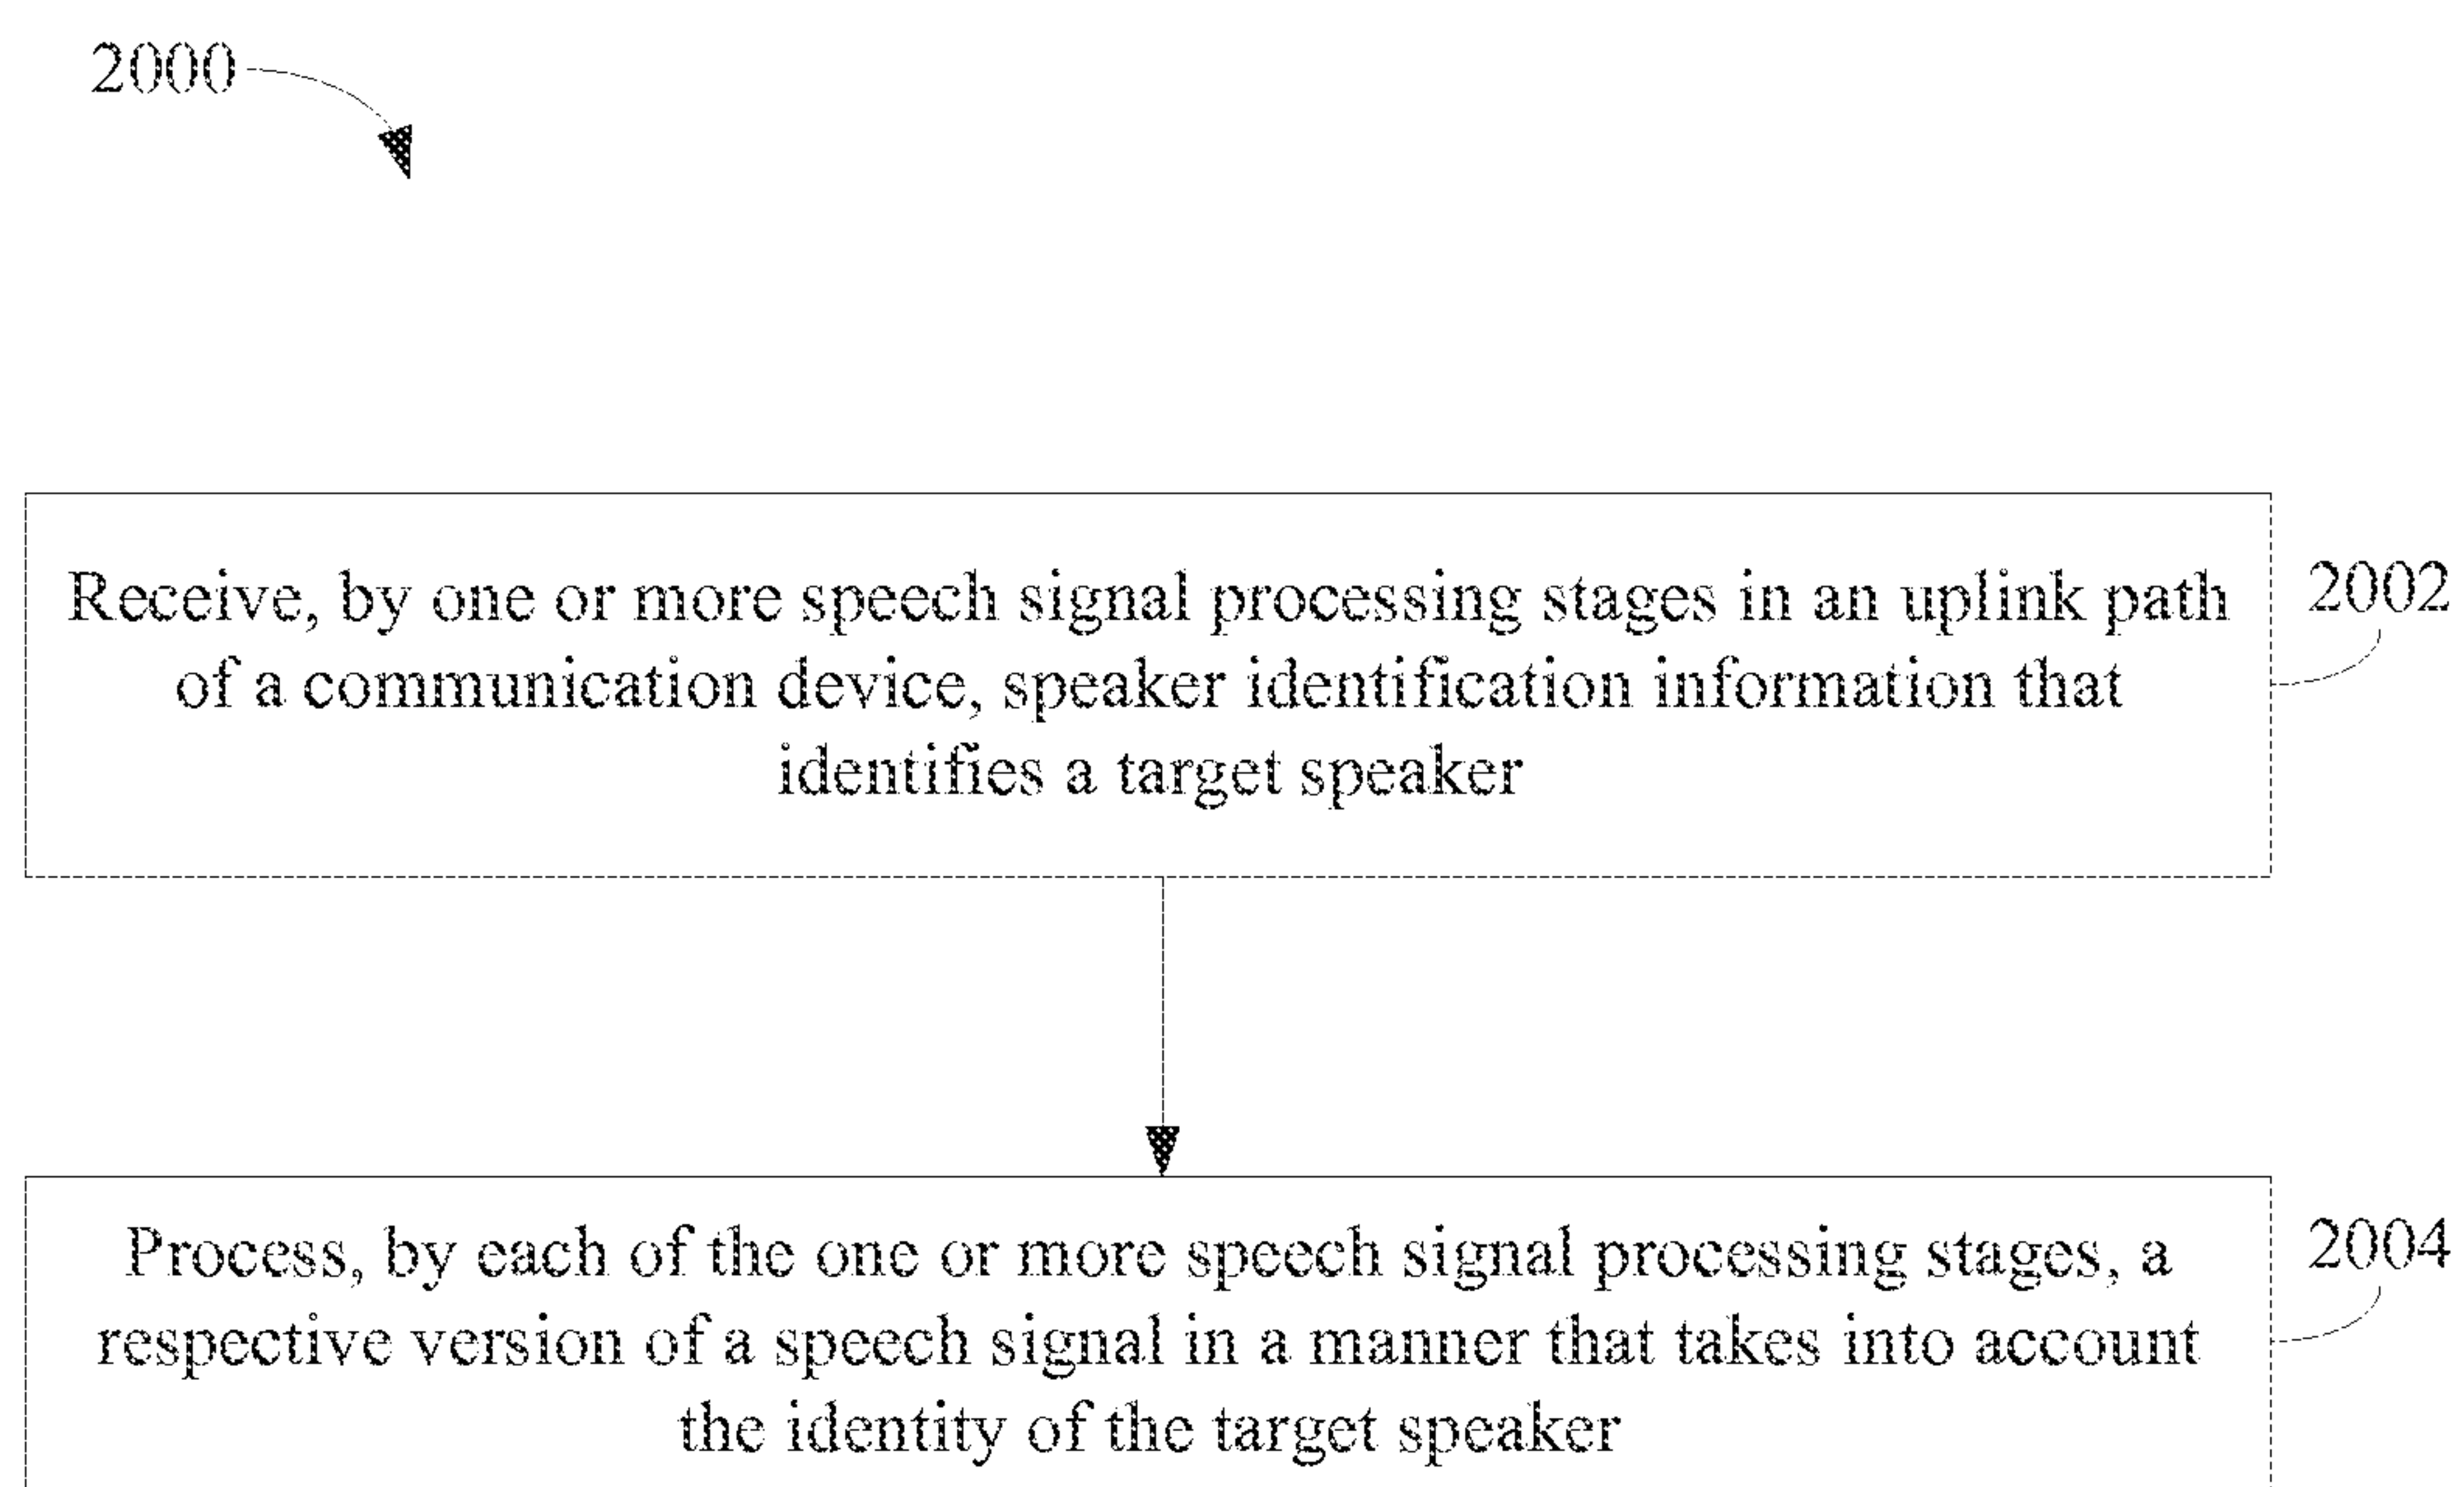 2000
Receive, by one or more speech signal processing stages in an uplink path
of a communication device, speaker identification information that
identifies a target speaker
2002
Process, by each of the one or more speech signal processing stages, a
respective version of a speech signal in a manner that takes into account
the identity of the target speaker
2004